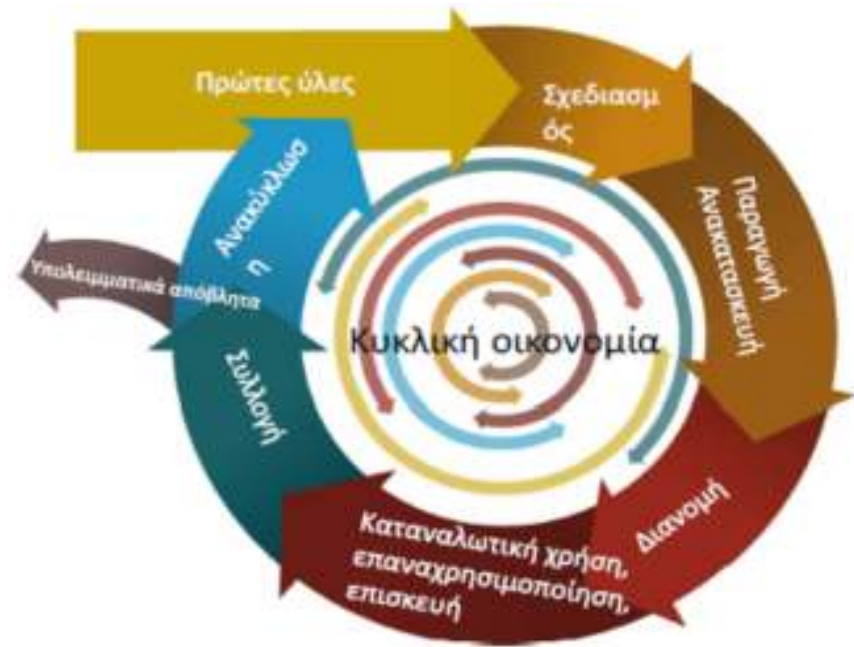 Πρώτες ύλες
Σχεδιασμ
ός
Παραγωγή
Ανακατασκευή
Διανομή
Καταναλωτική χρήση,
επαναχρησιμοποίηση,
επισκευή
Συλλογή
Υπολειμματικά απόβλητα
Ανακύκλωσ
η
Κυκλική οικονομία